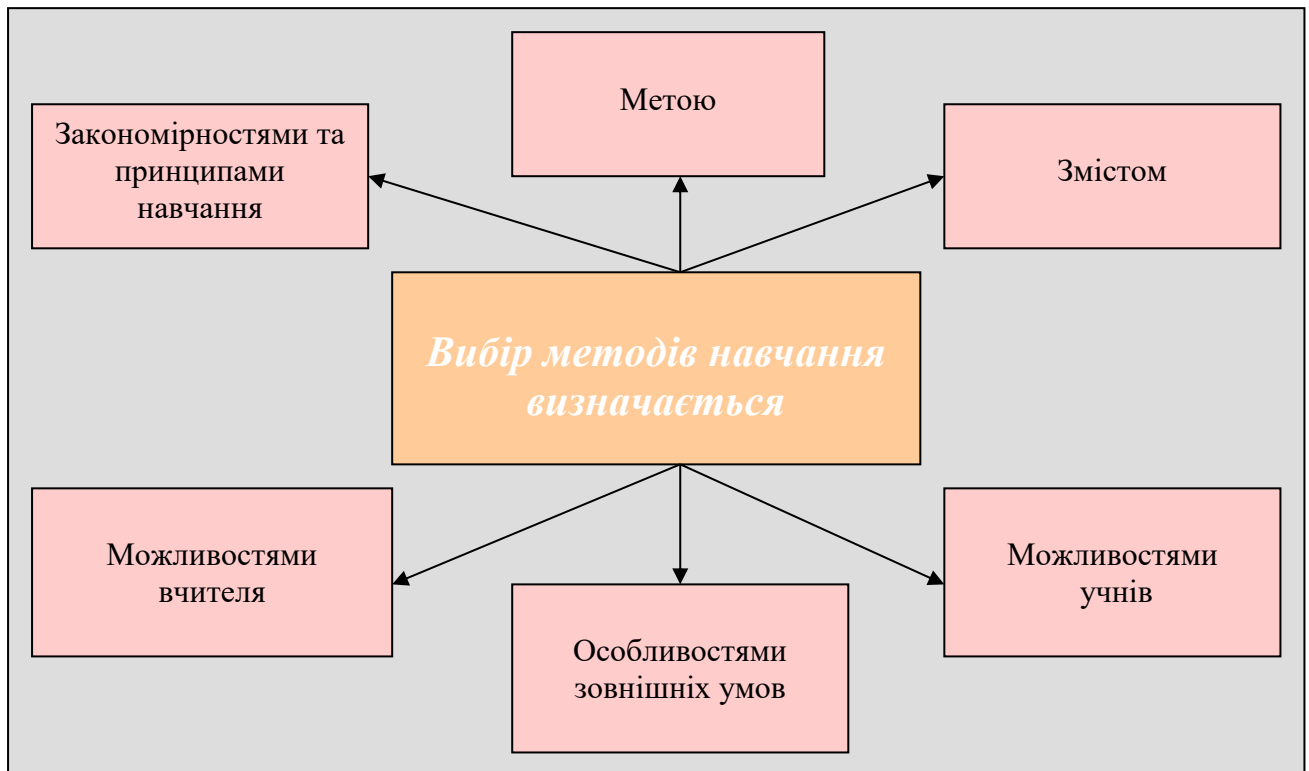 Метою
Закономірностями та
принципами
навчання
Змістом
Вибір методів навчання
визначається
Можливостями
вчителя
Особливостями
зовнішніх умов
Можливостями
учнів